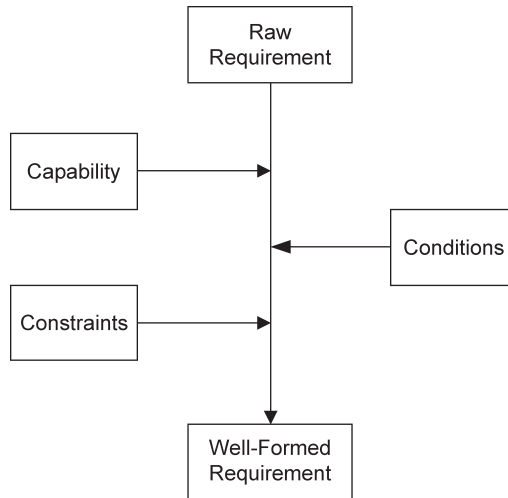 Raw
Requirement
Capability
Conditions
Constraints
Well-Formed
Requirement